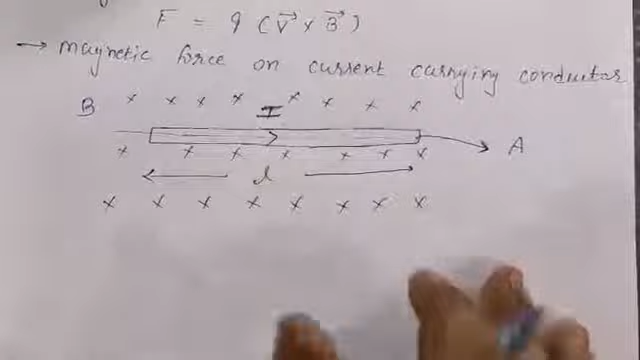 F = q (V⃗ x B⃗)
→ magnetic force on current carrying conductor
B x x x x x x x x
I
A
x x x x x x x
l
x x x x x x x x